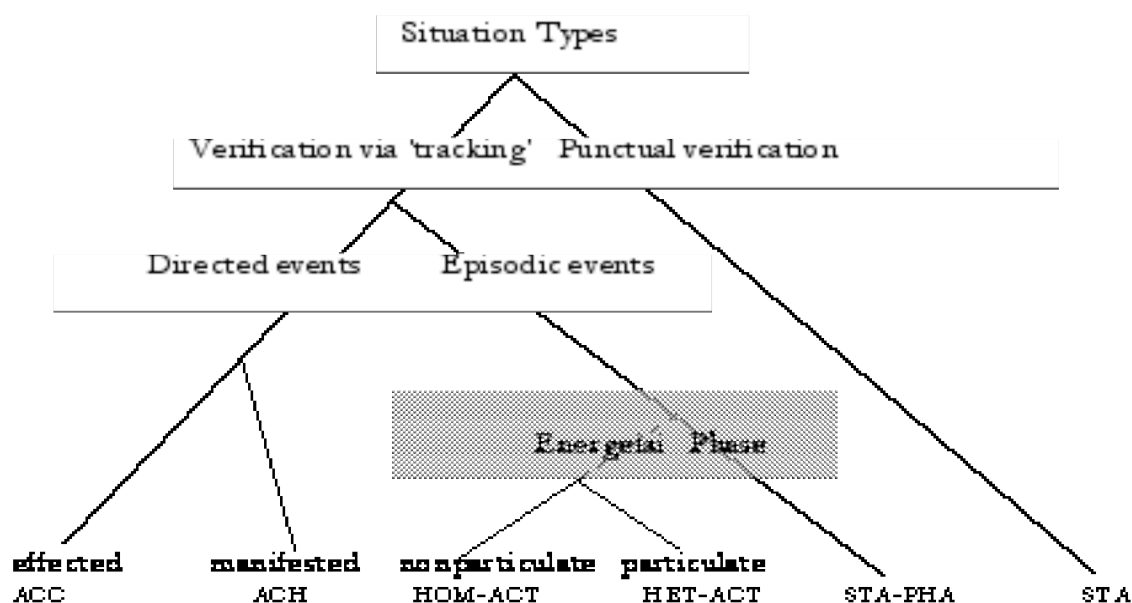 Situation Types
Verification via 'tracking' Punctual verification
Directed events Episodic events
Phase
effected manifested nonparticulate particulate
ACC ACH HOM-ACT HET-ACT STA-PHA STA